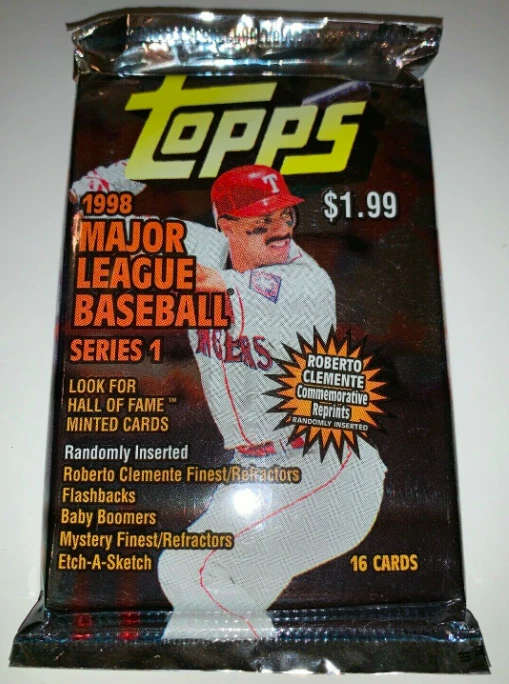 Topps
$1.99
1998
MAJOR
LEAGUE
BASEBALL®
SERIES 1
LOOK FOR
HALL OF FAME™
MINTED CARDS
Randomly Inserted
Roberto Clemente Finest/Refractors
Flashbacks
Baby Boomers
Mystery Finest/Refractors
Etch-A-Sketch
T
NGERS
ROBERTO
CLEMENTE
Commemorative
Reprints
RANDOMLY INSERTED
16 CARDS